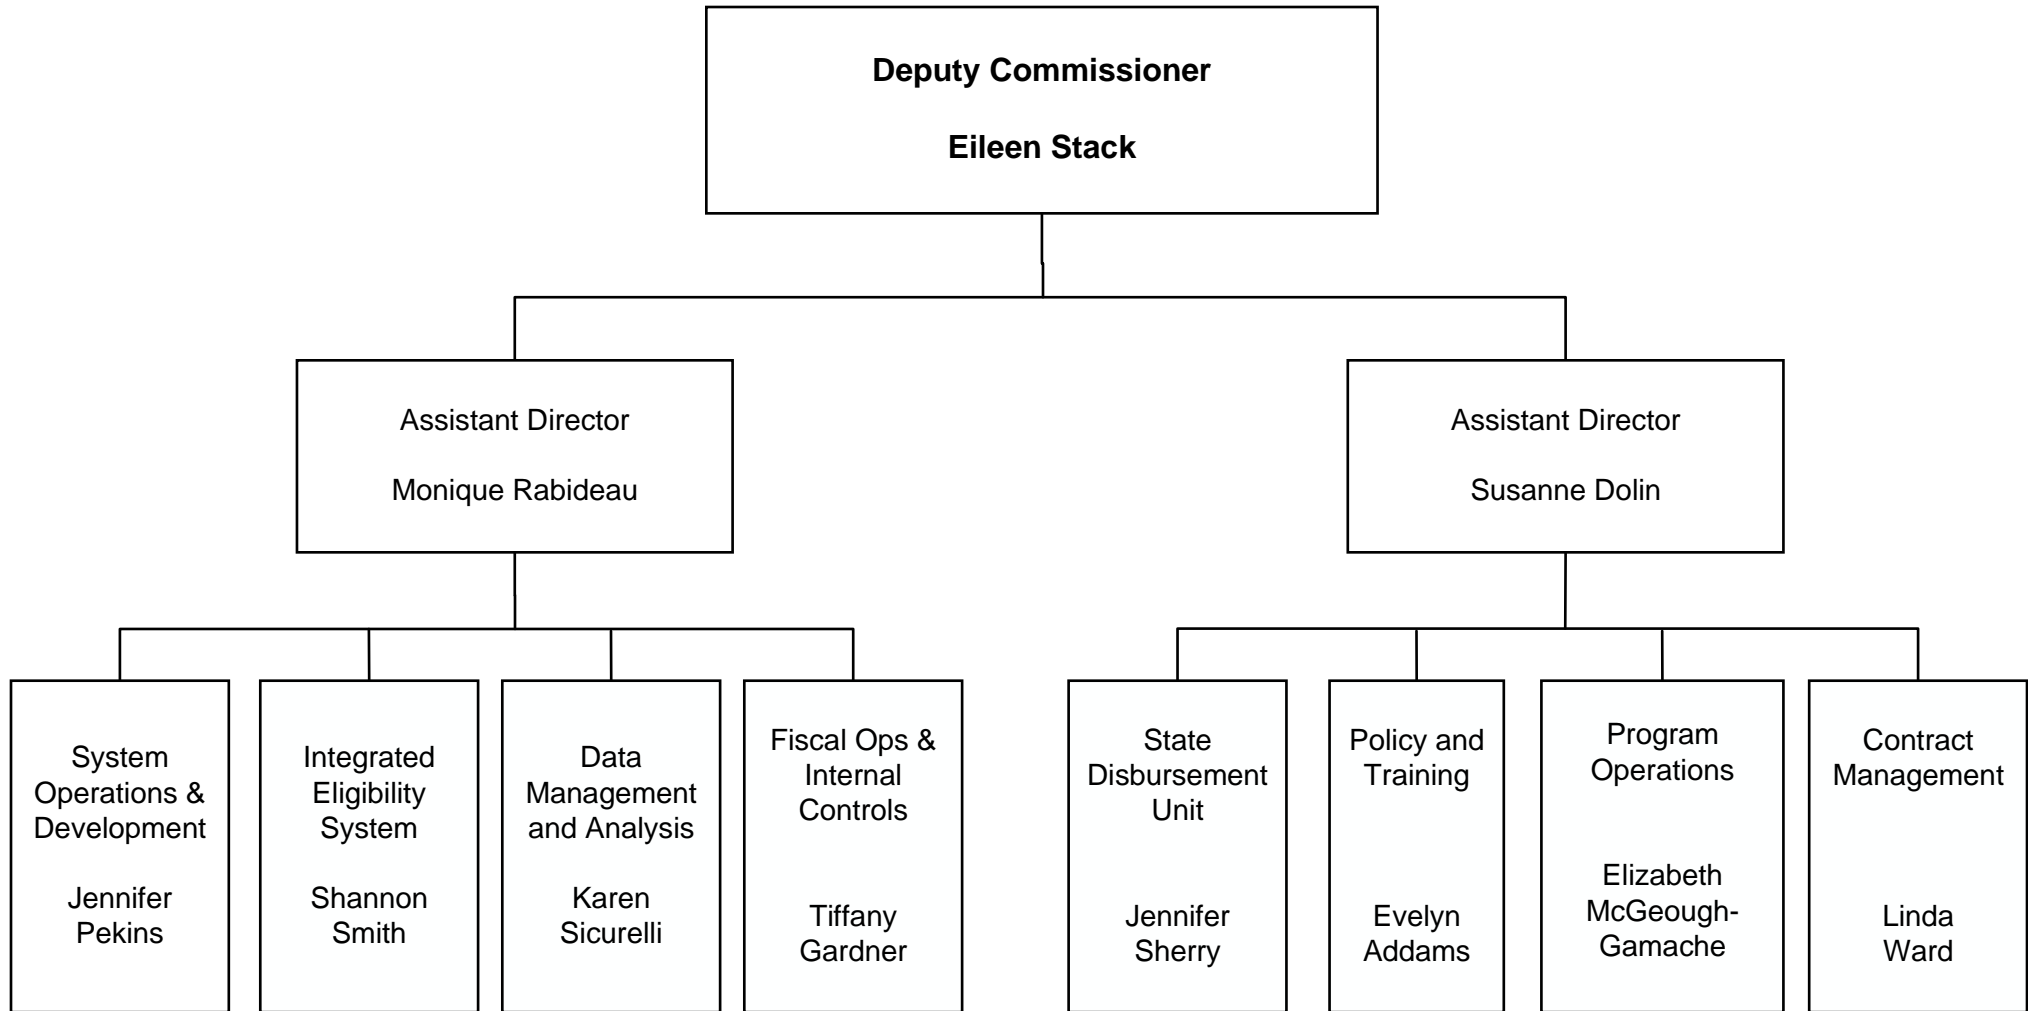 Deputy Commissioner
Eileen Stack
Assistant Director
Monique Rabideau
Assistant Director
Susanne Dolin
System
Operations &
Development
Jennifer
Pekins
Integrated
Eligibility
System
Shannon
Smith
Data
Management
and Analysis
Karen
Sicurelli
Fiscal Ops &
Internal
Controls
Tiffany
Gardner
State
Disbursement
Unit
Jennifer
Sherry
Policy and
Training
Evelyn
Addams
Program
Operations
Elizabeth
McGeough-
Gamache
Contract
Management
Linda
Ward